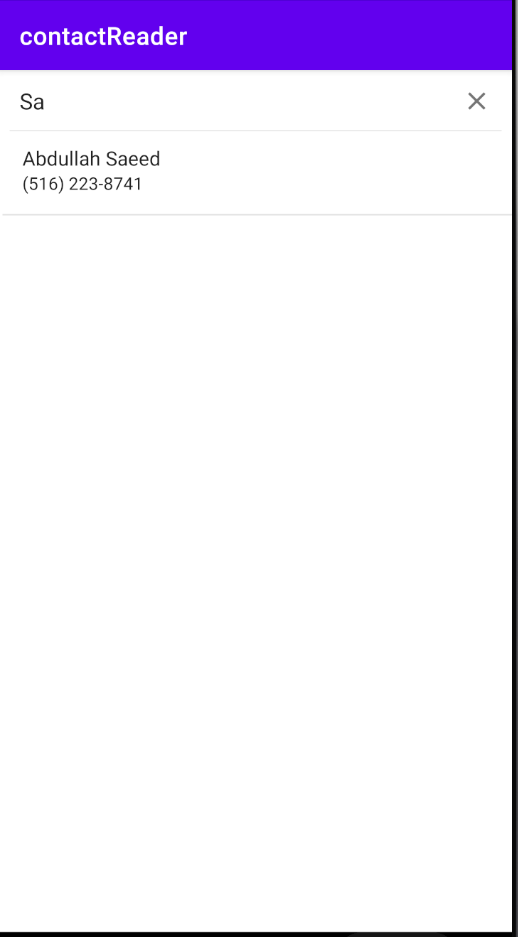 contactReader
Sa
Abdullah Saeed
(516) 223-8741